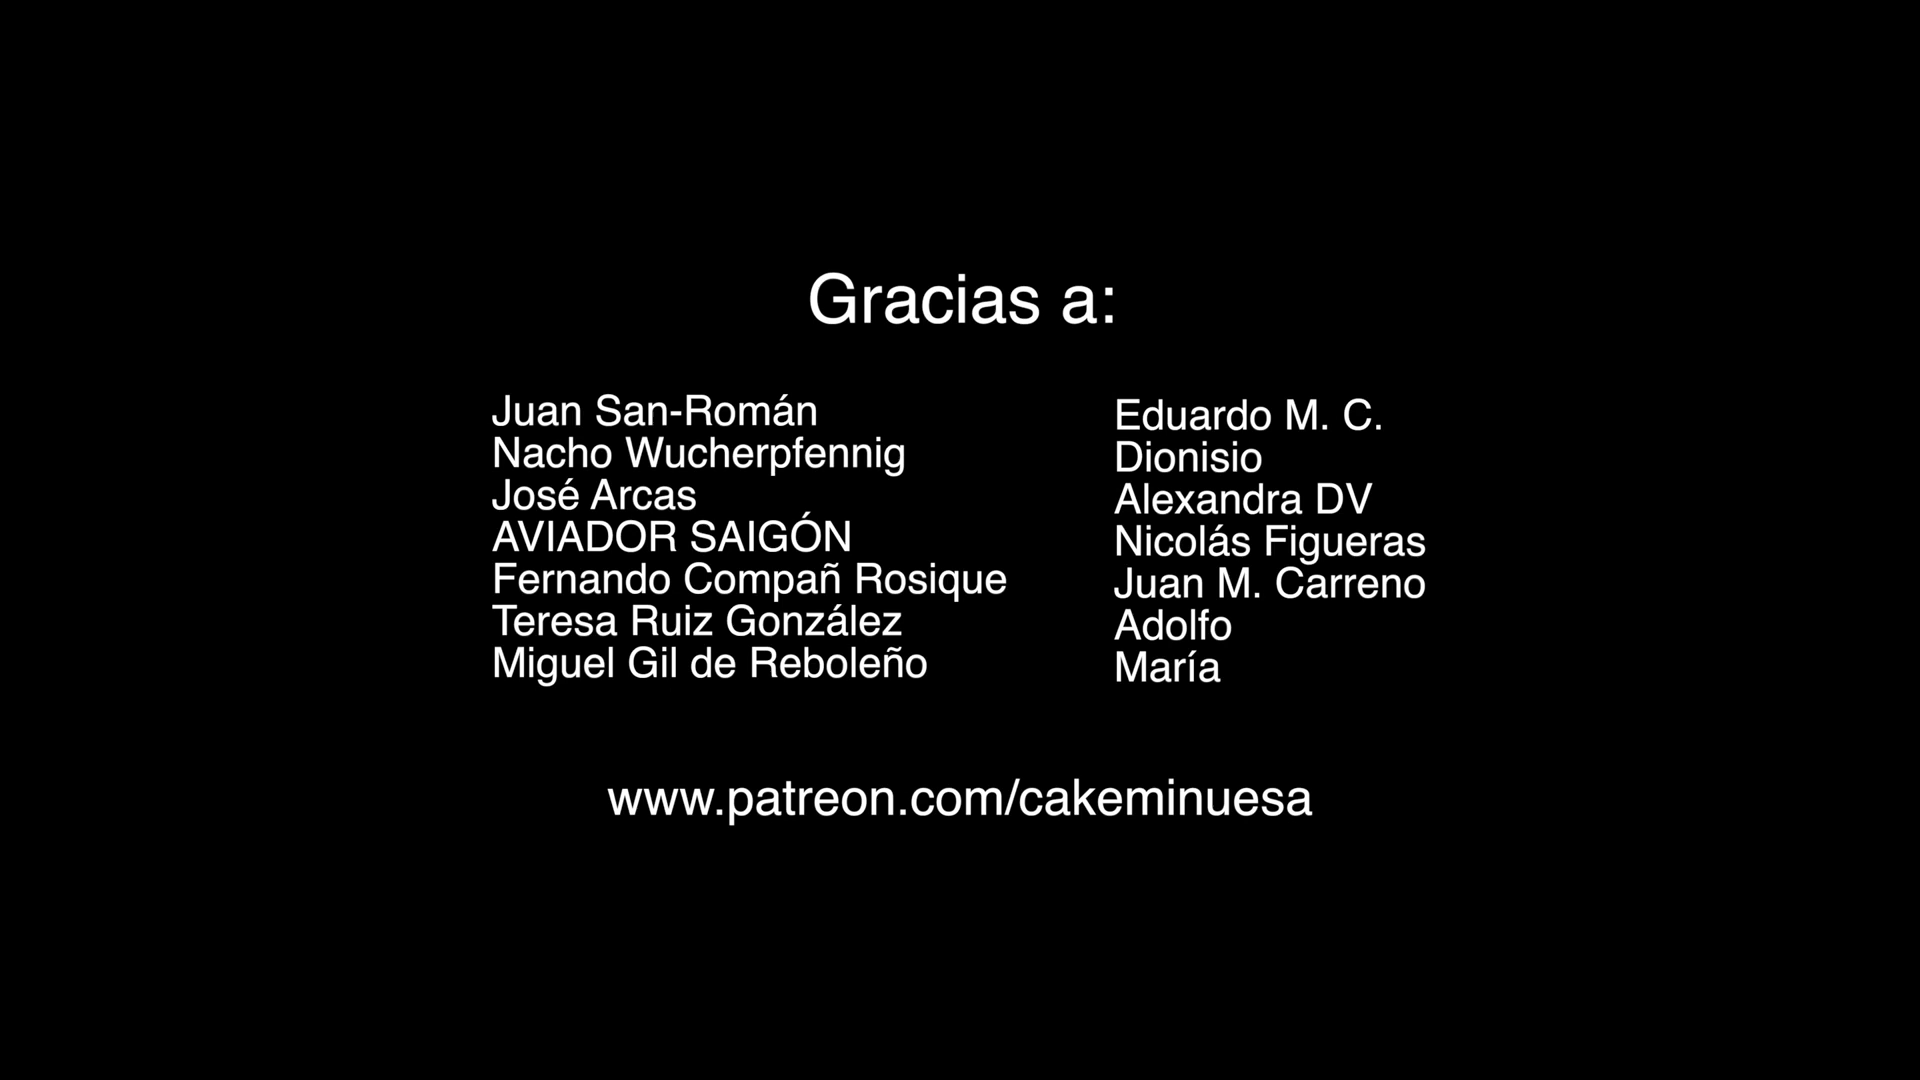 Gracias a:
Juan San-Román
Nacho Wucherpfennig
José Arcas
AVIADOR SAIGÓN
Fernando Compañ Rosique
Teresa Ruiz González
Miguel Gil de Reboleño
Eduardo M. C.
Dionisio
Alexandra DV
Nicolás Figueras
Juan M. Carreno
Adolfo
María
www.patreon.com/cakeminuesa